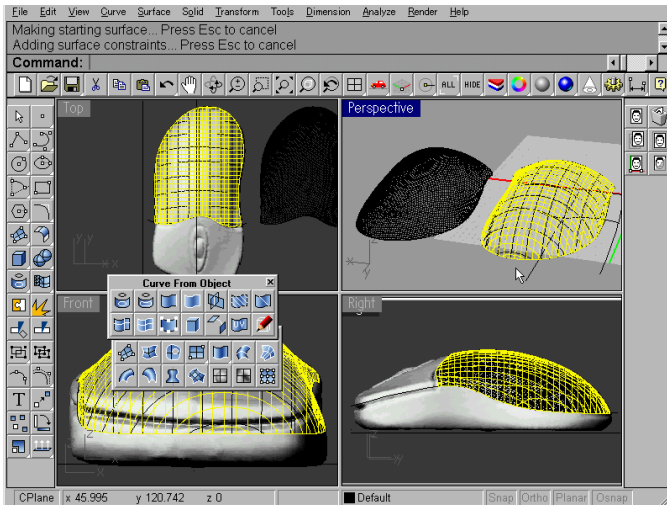 File Edit View Curve Surface Solid Transform Tools Dimension Analyze Render Help
Making starting surface... Press Esc to cancel
Adding surface constraints... Press Esc to cancel
Command:
ALL HIDE
Top
Perspective
Curve From Object
Front
Right
CPlane x 45.995 y 120.742 z 0 Default Snap Ortho Planar Osnap